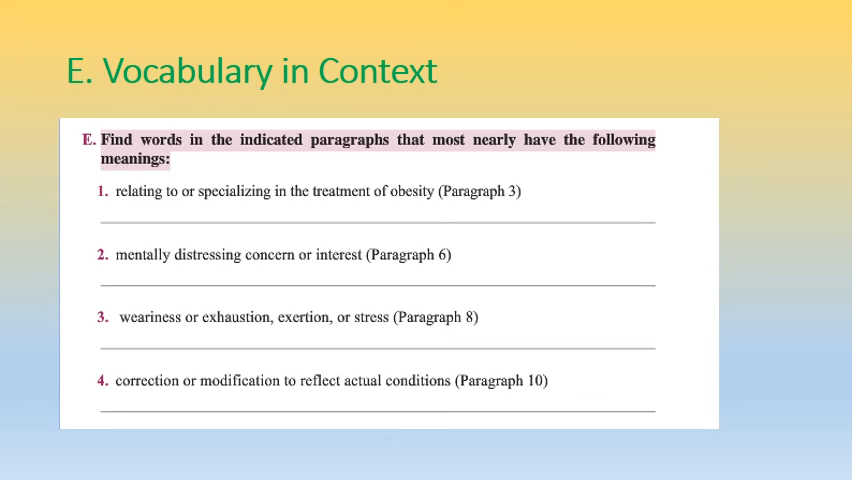 E. Vocabulary in Context
E. Find words in the indicated paragraphs that most nearly have the following
meanings:
1. relating to or specializing in the treatment of obesity (Paragraph 3)
2. mentally distressing concern or interest (Paragraph 6)
3. weariness or exhaustion, exertion, or stress (Paragraph 8)
4. correction or modification to reflect actual conditions (Paragraph 10)